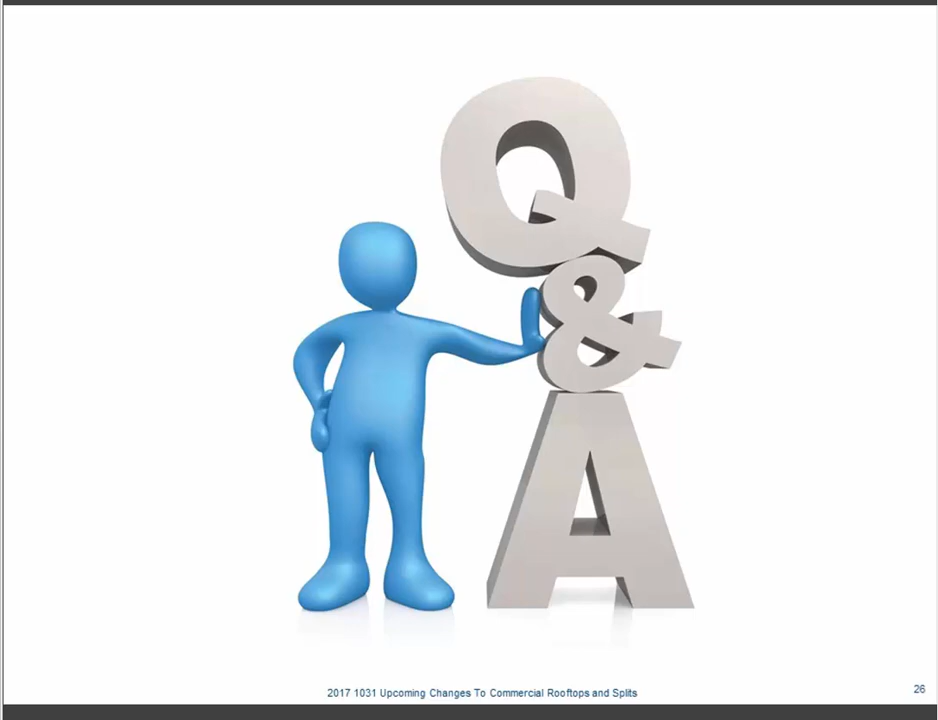 Q
&
A
2017 1031 Upcoming Changes To Commercial Rooftops and Splits
26